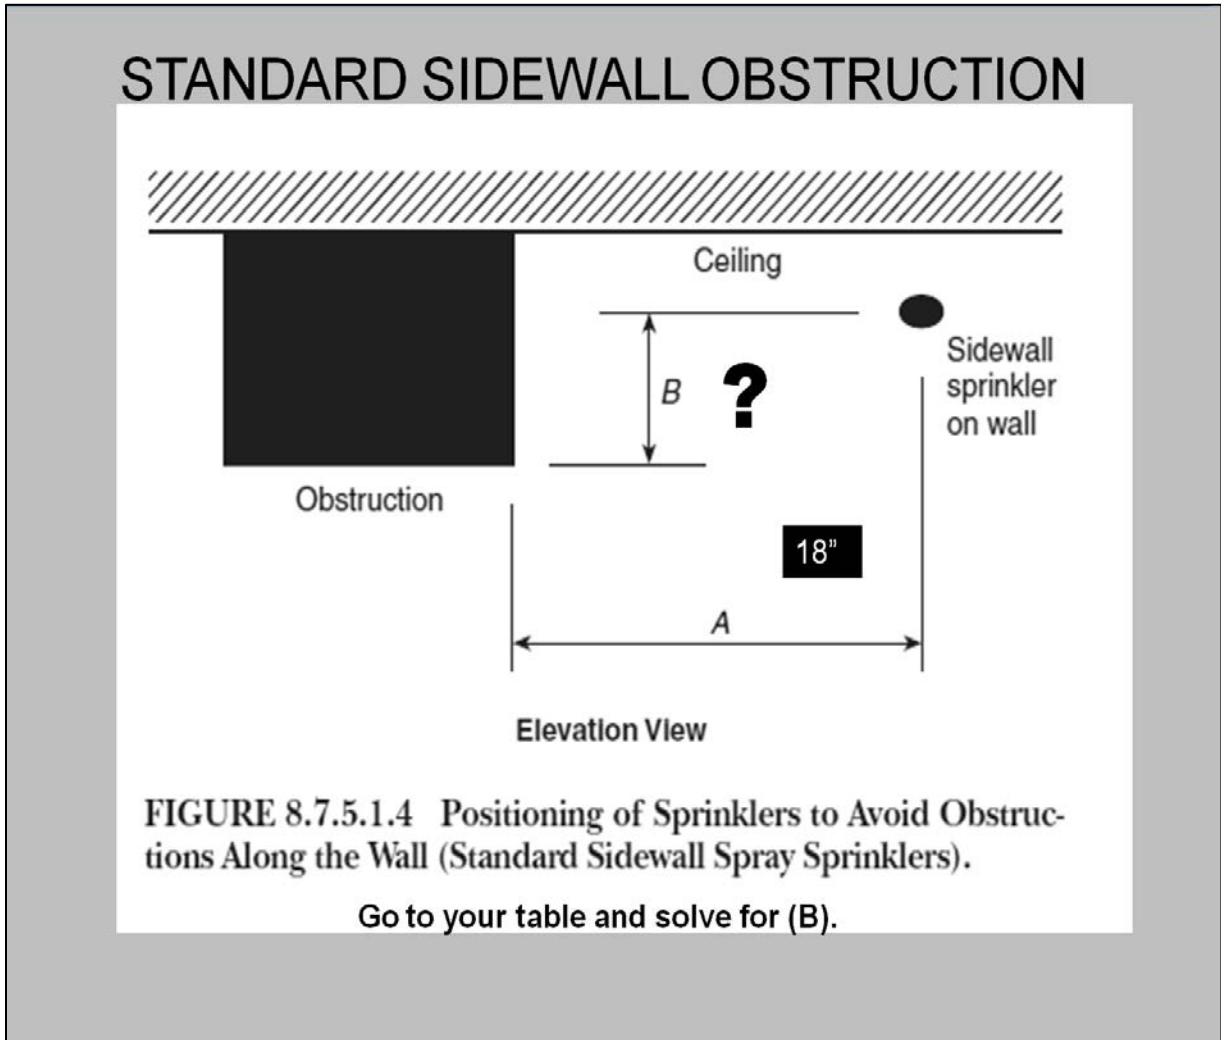 STANDARD SIDEWALL OBSTRUCTION
Ceiling
B
?
Sidewall
sprinkler
on wall
Obstruction
18”
A
Elevation View
FIGURE 8.7.5.1.4 Positioning of Sprinklers to Avoid Obstruc-
tions Along the Wall (Standard Sidewall Spray Sprinklers).
Go to your table and solve for (B).